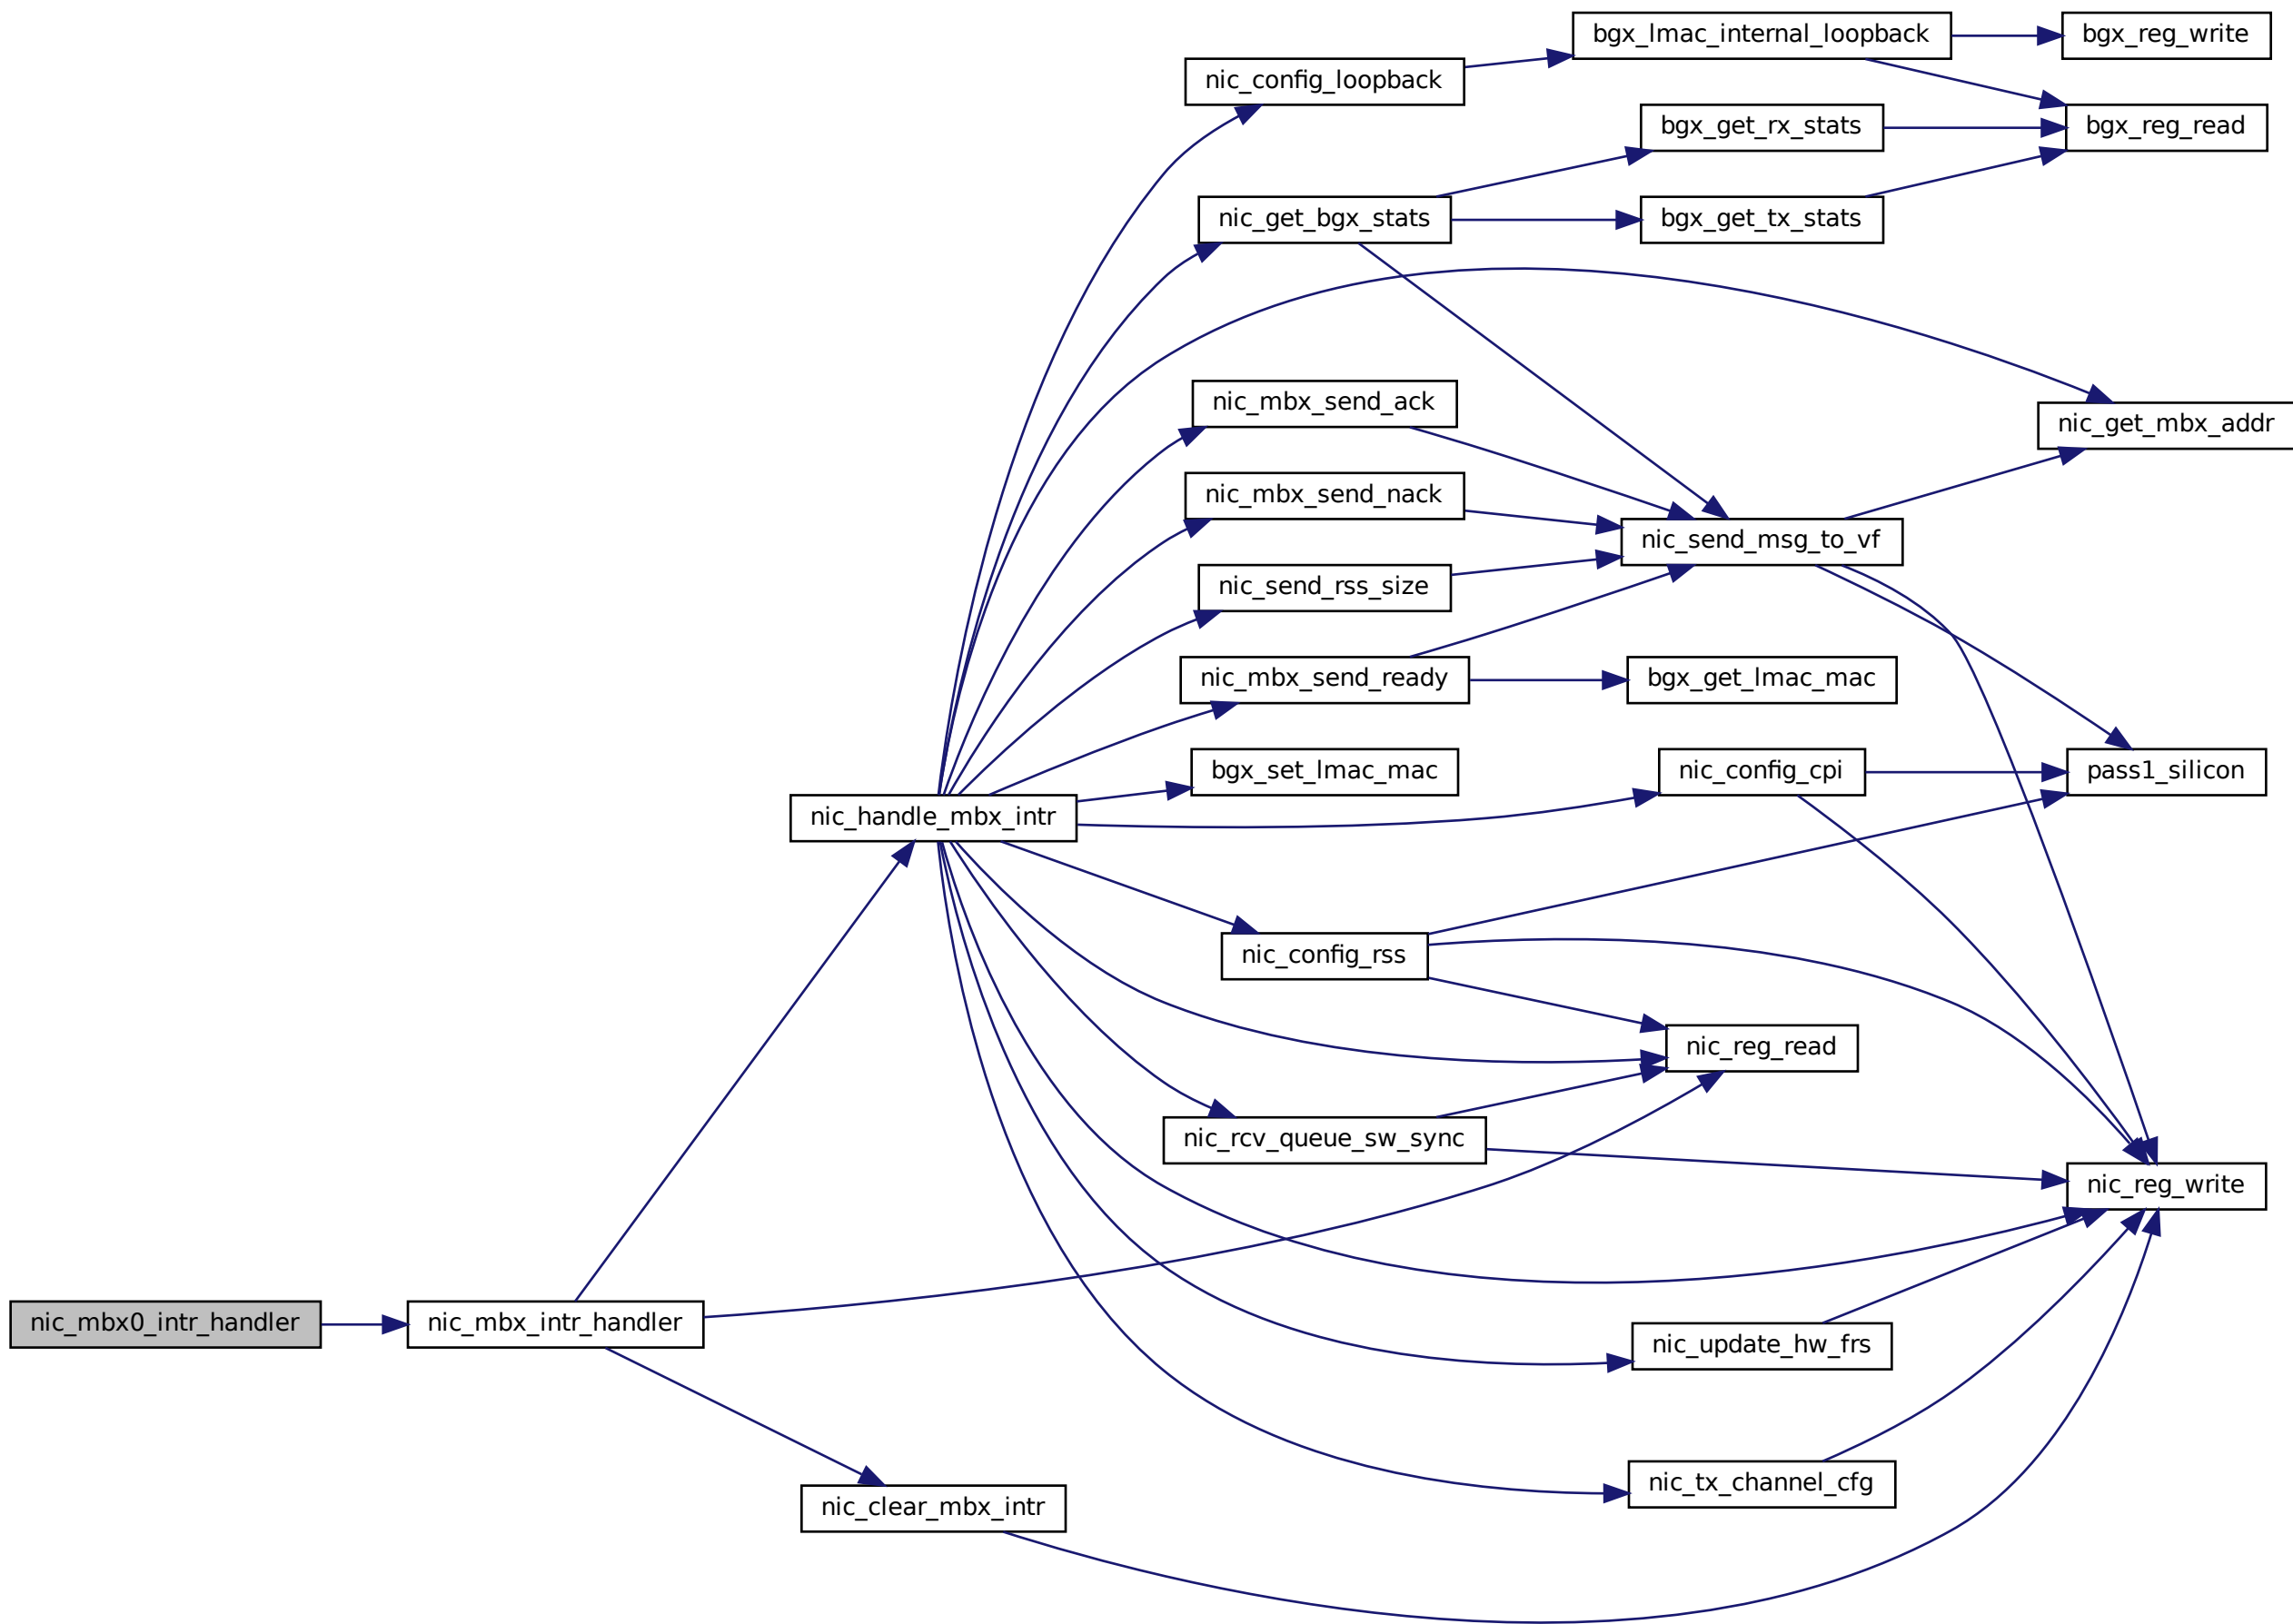 bgx_lmac_internal_loopback
bgx_reg_write
nic_config_loopback
bgx_get_rx_stats
bgx_reg_read
nic_get_bgx_stats
bgx_get_tx_stats
nic_mbx_send_ack
nic_get_mbx_addr
nic_mbx_send_nack
nic_send_msg_to_vf
nic_send_rss_size
nic_mbx_send_ready
bgx_get_lmac_mac
bgx_set_lmac_mac
nic_config_cpi
pass1_silicon
nic_handle_mbx_intr
nic_config_rss
nic_reg_read
nic_rcv_queue_sw_sync
nic_reg_write
nic_mbx0_intr_handler
nic_mbx_intr_handler
nic_update_hw_frs
nic_tx_channel_cfg
nic_clear_mbx_intr